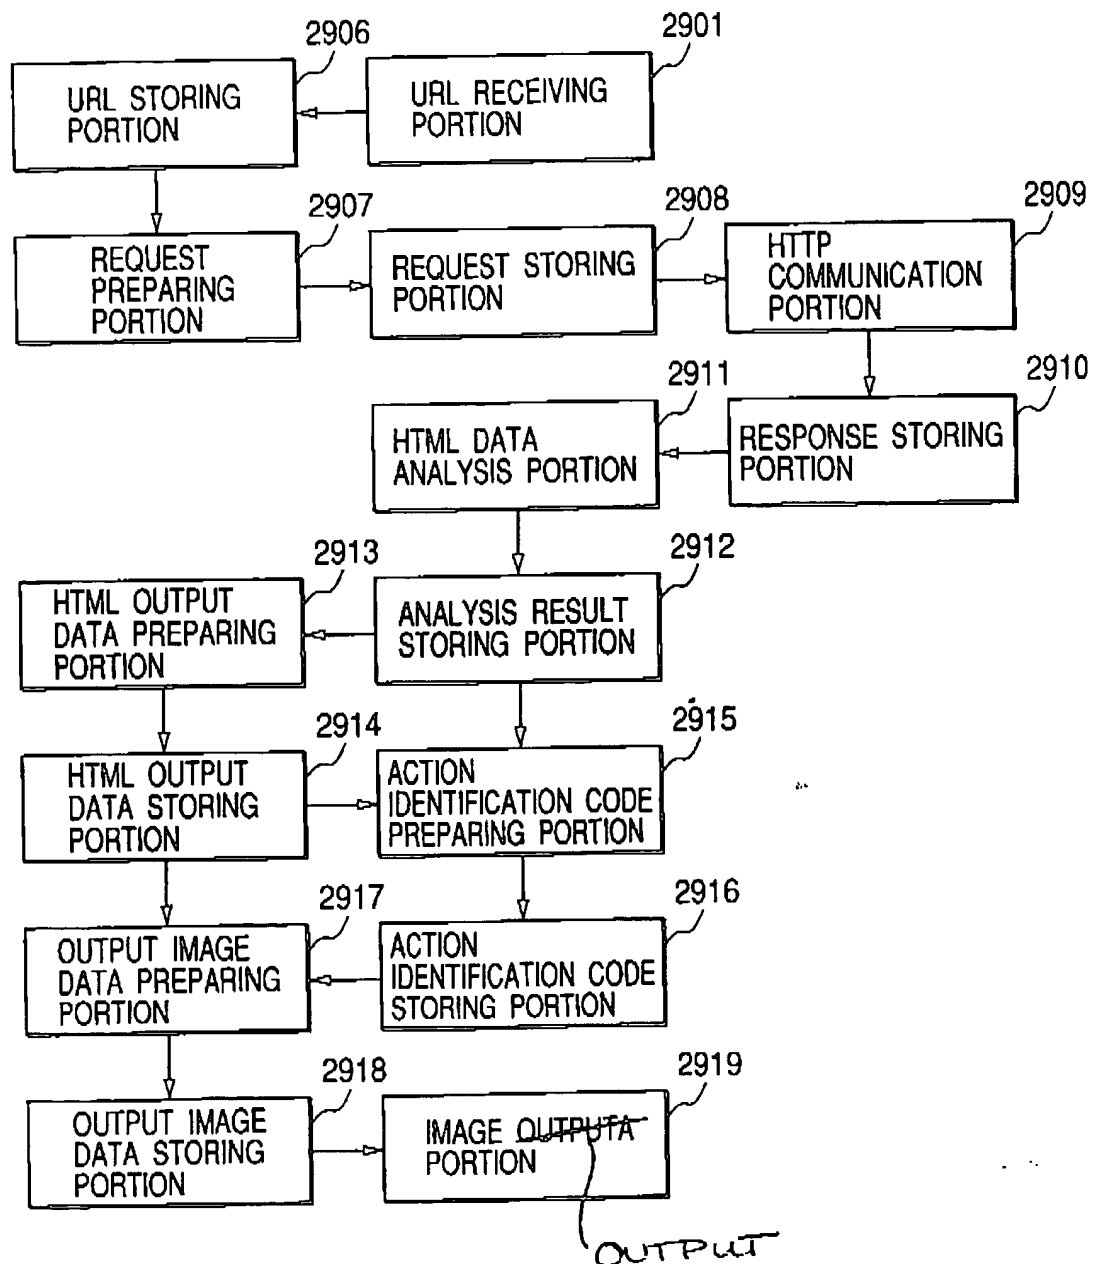 2906
URL STORING
PORTION
2901
URL RECEIVING
PORTION
2907
REQUEST
PREPARING
PORTION
2908
REQUEST STORING
PORTION
2909
HTTP
COMMUNICATION
PORTION
2911
HTML DATA
ANALYSIS PORTION
2910
RESPONSE STORING
PORTION
2913
HTML OUTPUT
DATA PREPARING
PORTION
2912
ANALYSIS RESULT
STORING PORTION
2914
HTML OUTPUT
DATA STORING
PORTION
2915
ACTION
IDENTIFICATION CODE
PREPARING PORTION
2917
OUTPUT IMAGE
DATA PREPARING
PORTION
2916
ACTION
IDENTIFICATION CODE
STORING PORTION
2918
OUTPUT IMAGE
DATA STORING
PORTION
2919
IMAGE OUTPUTA
PORTION
OUTPUT